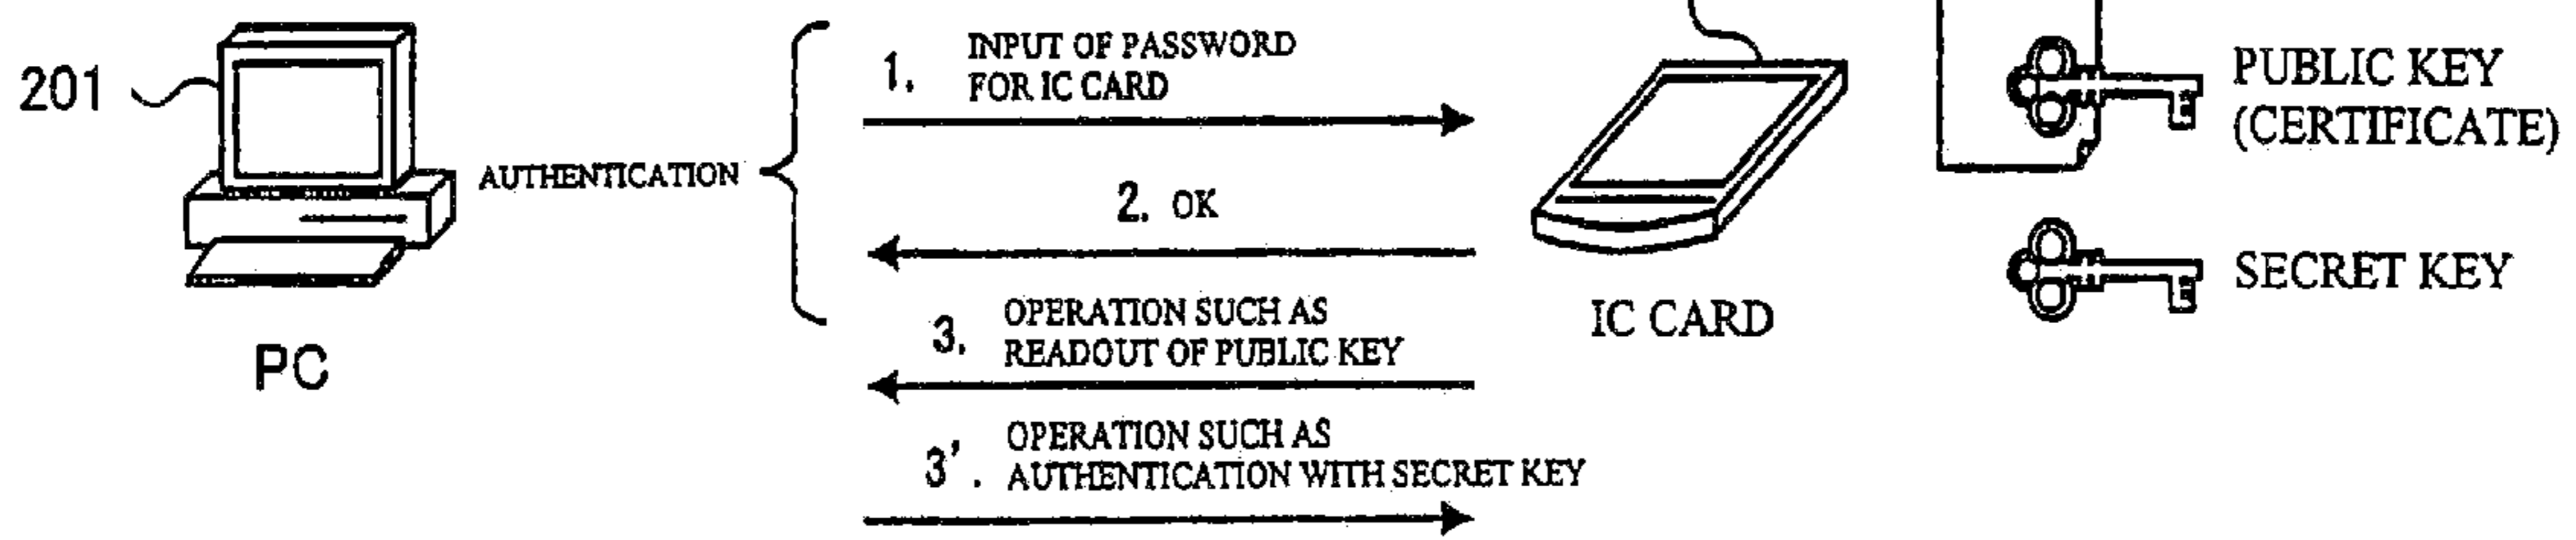 201
PC
AUTHENTICATION
1. INPUT OF PASSWORD
FOR IC CARD
2. OK
3. OPERATION SUCH AS
READOUT OF PUBLIC KEY
3'. OPERATION SUCH AS
AUTHENTICATION WITH SECRET KEY
IC CARD
PUBLIC KEY
(CERTIFICATE)
SECRET KEY